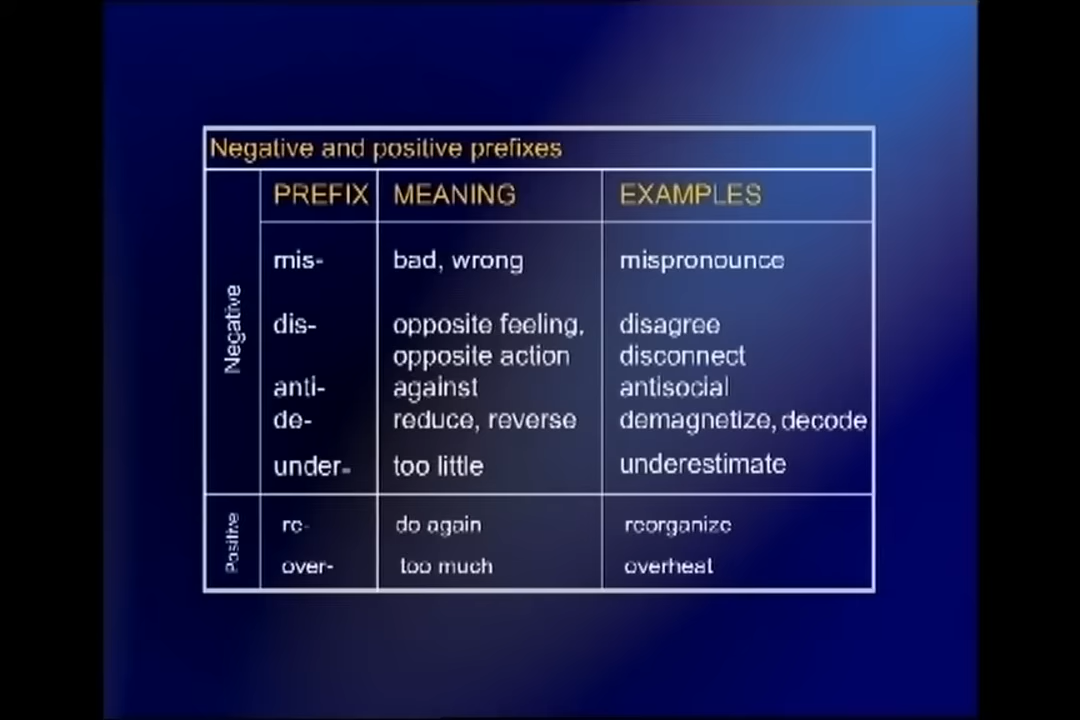 Negative and positive prefixes
PREFIX MEANING EXAMPLES
Negative
mis- bad, wrong mispronounce
dis- opposite feeling, disagree
opposite action disconnect
anti- against antisocial
de- reduce, reverse demagnetize, decode
under- too little underestimate
Positive
re- do again reorganize
over- too much overheat